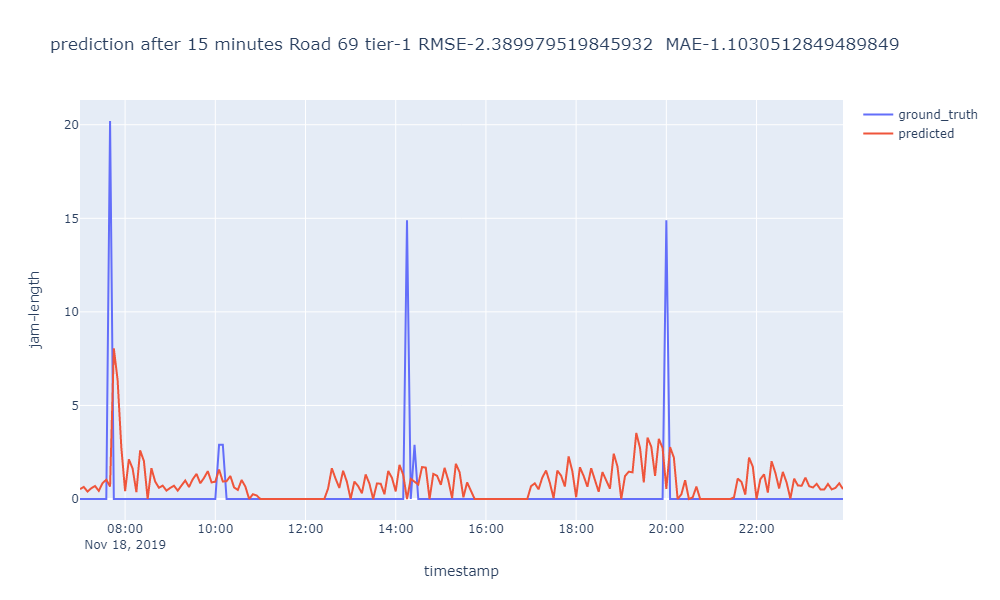 prediction after 15 minutes Road 69 tier-1 RMSE-2.389979519845932  MAE-1.1030512849489849
ground_truth
predicted
20
15
10
5
0
jam-length
08:00 10:00 12:00 14:00 16:00 18:00 20:00 22:00
Nov 18, 2019
timestamp